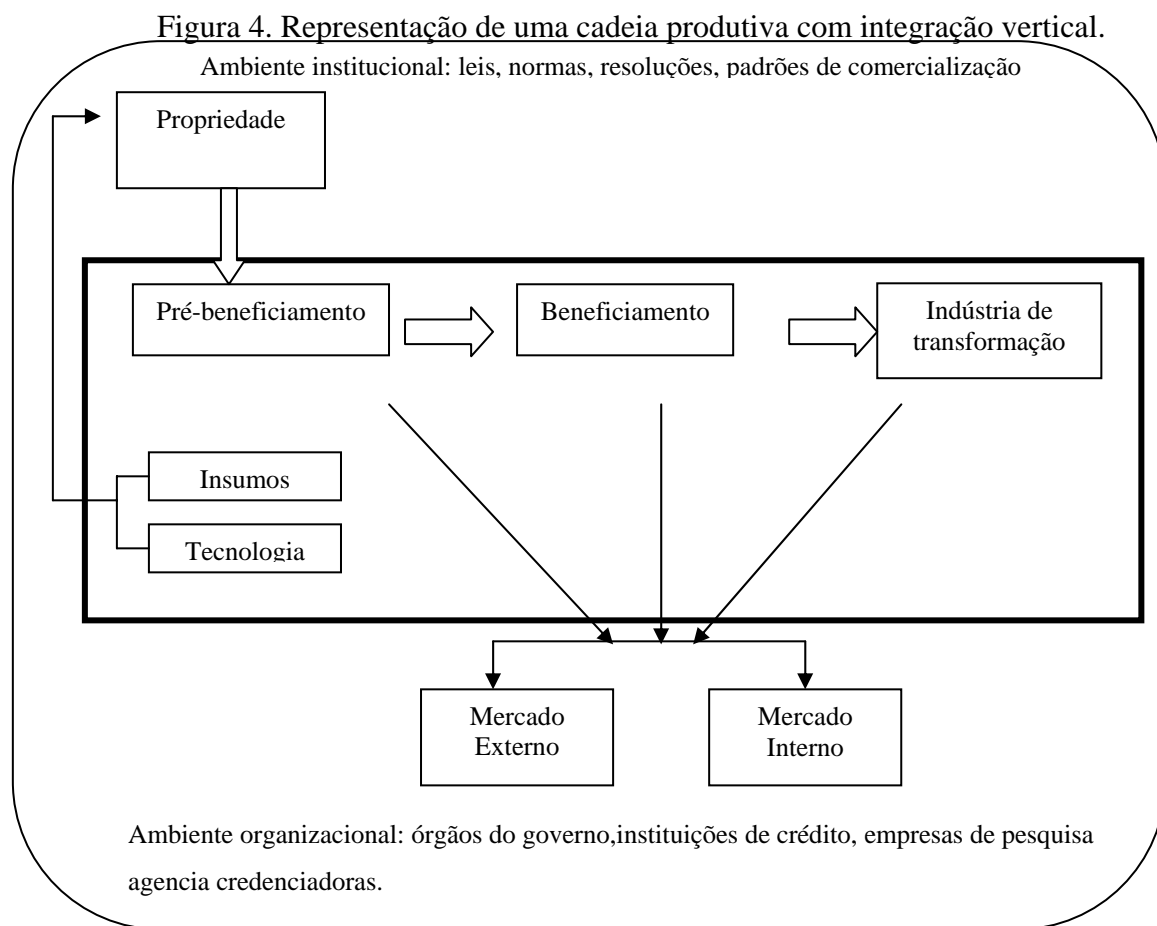 Figura 4. Representação de uma cadeia produtiva com integração vertical.
Ambiente institucional: leis, normas, resoluções, padrões de comercialização
Propriedade
Pré-beneficiamento
Beneficiamento
Indústria de
transformação
Insumos
Tecnologia
Mercado
Externo
Mercado
Interno
Ambiente organizacional: órgãos do governo,instituições de crédito, empresas de pesquisa
agencia credenciadoras.